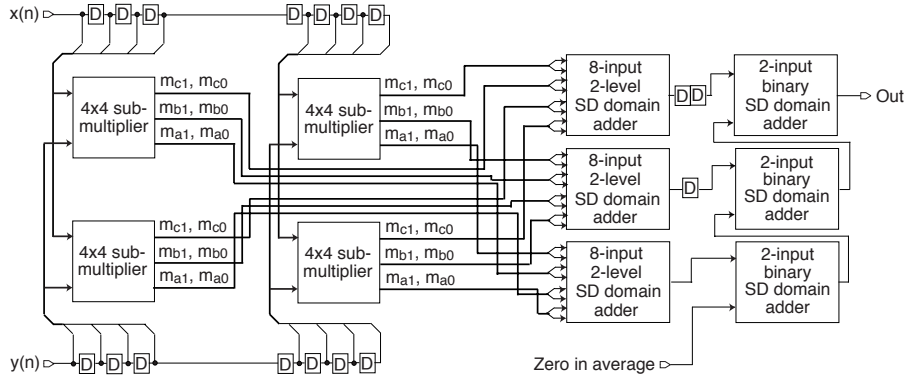 x(n) D D D D D D D
4x4 sub-
multiplier
m_c1, m_c0
m_b1, m_b0
m_a1, m_a0
4x4 sub-
multiplier
m_c1, m_c0
m_b1, m_b0
m_a1, m_a0
8-input
2-level
SD domain
adder
D D
2-input
binary
SD domain
adder
Out
8-input
2-level
SD domain
adder
D
2-input
binary
SD domain
adder
4x4 sub-
multiplier
m_c1, m_c0
m_b1, m_b0
m_a1, m_a0
4x4 sub-
multiplier
m_c1, m_c0
m_b1, m_b0
m_a1, m_a0
8-input
2-level
SD domain
adder
2-input
binary
SD domain
adder
y(n) D D D D D D D
Zero in average